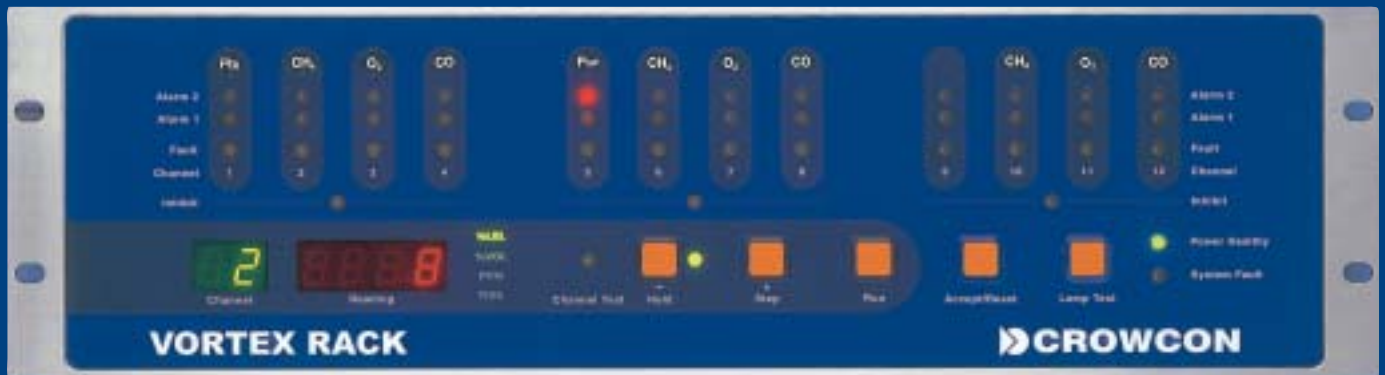 CH₄ O₂ CO
CH₄ O₂ CO
CH₄ O₂ CO
Alarm 2
Alarm 2
Alarm 1
Alarm 1
Fault
Fault
Channel 1 2 3 4
5 6 7 8
9 10 11 12 Channel
Inhibit
Inhibit
%LEL
%VOL
2
8
Channel
Reading
Channel Test
-
Hold
+
Step
Run
Accept/Reset
Lamp Test
Power Healthy
System Fault
VORTEX RACK
CROWCON